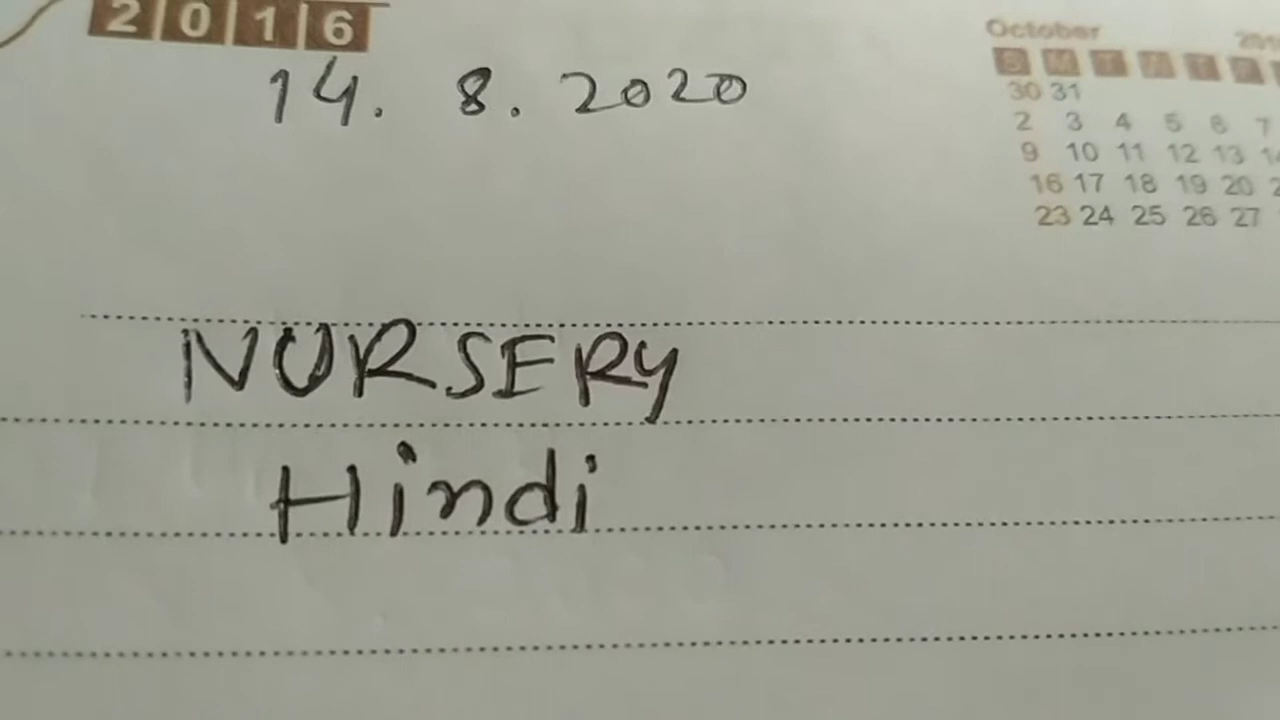 2016
October
14. 8. 2020
30 31
2 3 4 5 6 7
9 10 11 12 13
16 17 18 19 20
23 24 25 26 27
NURSERY
Hindi